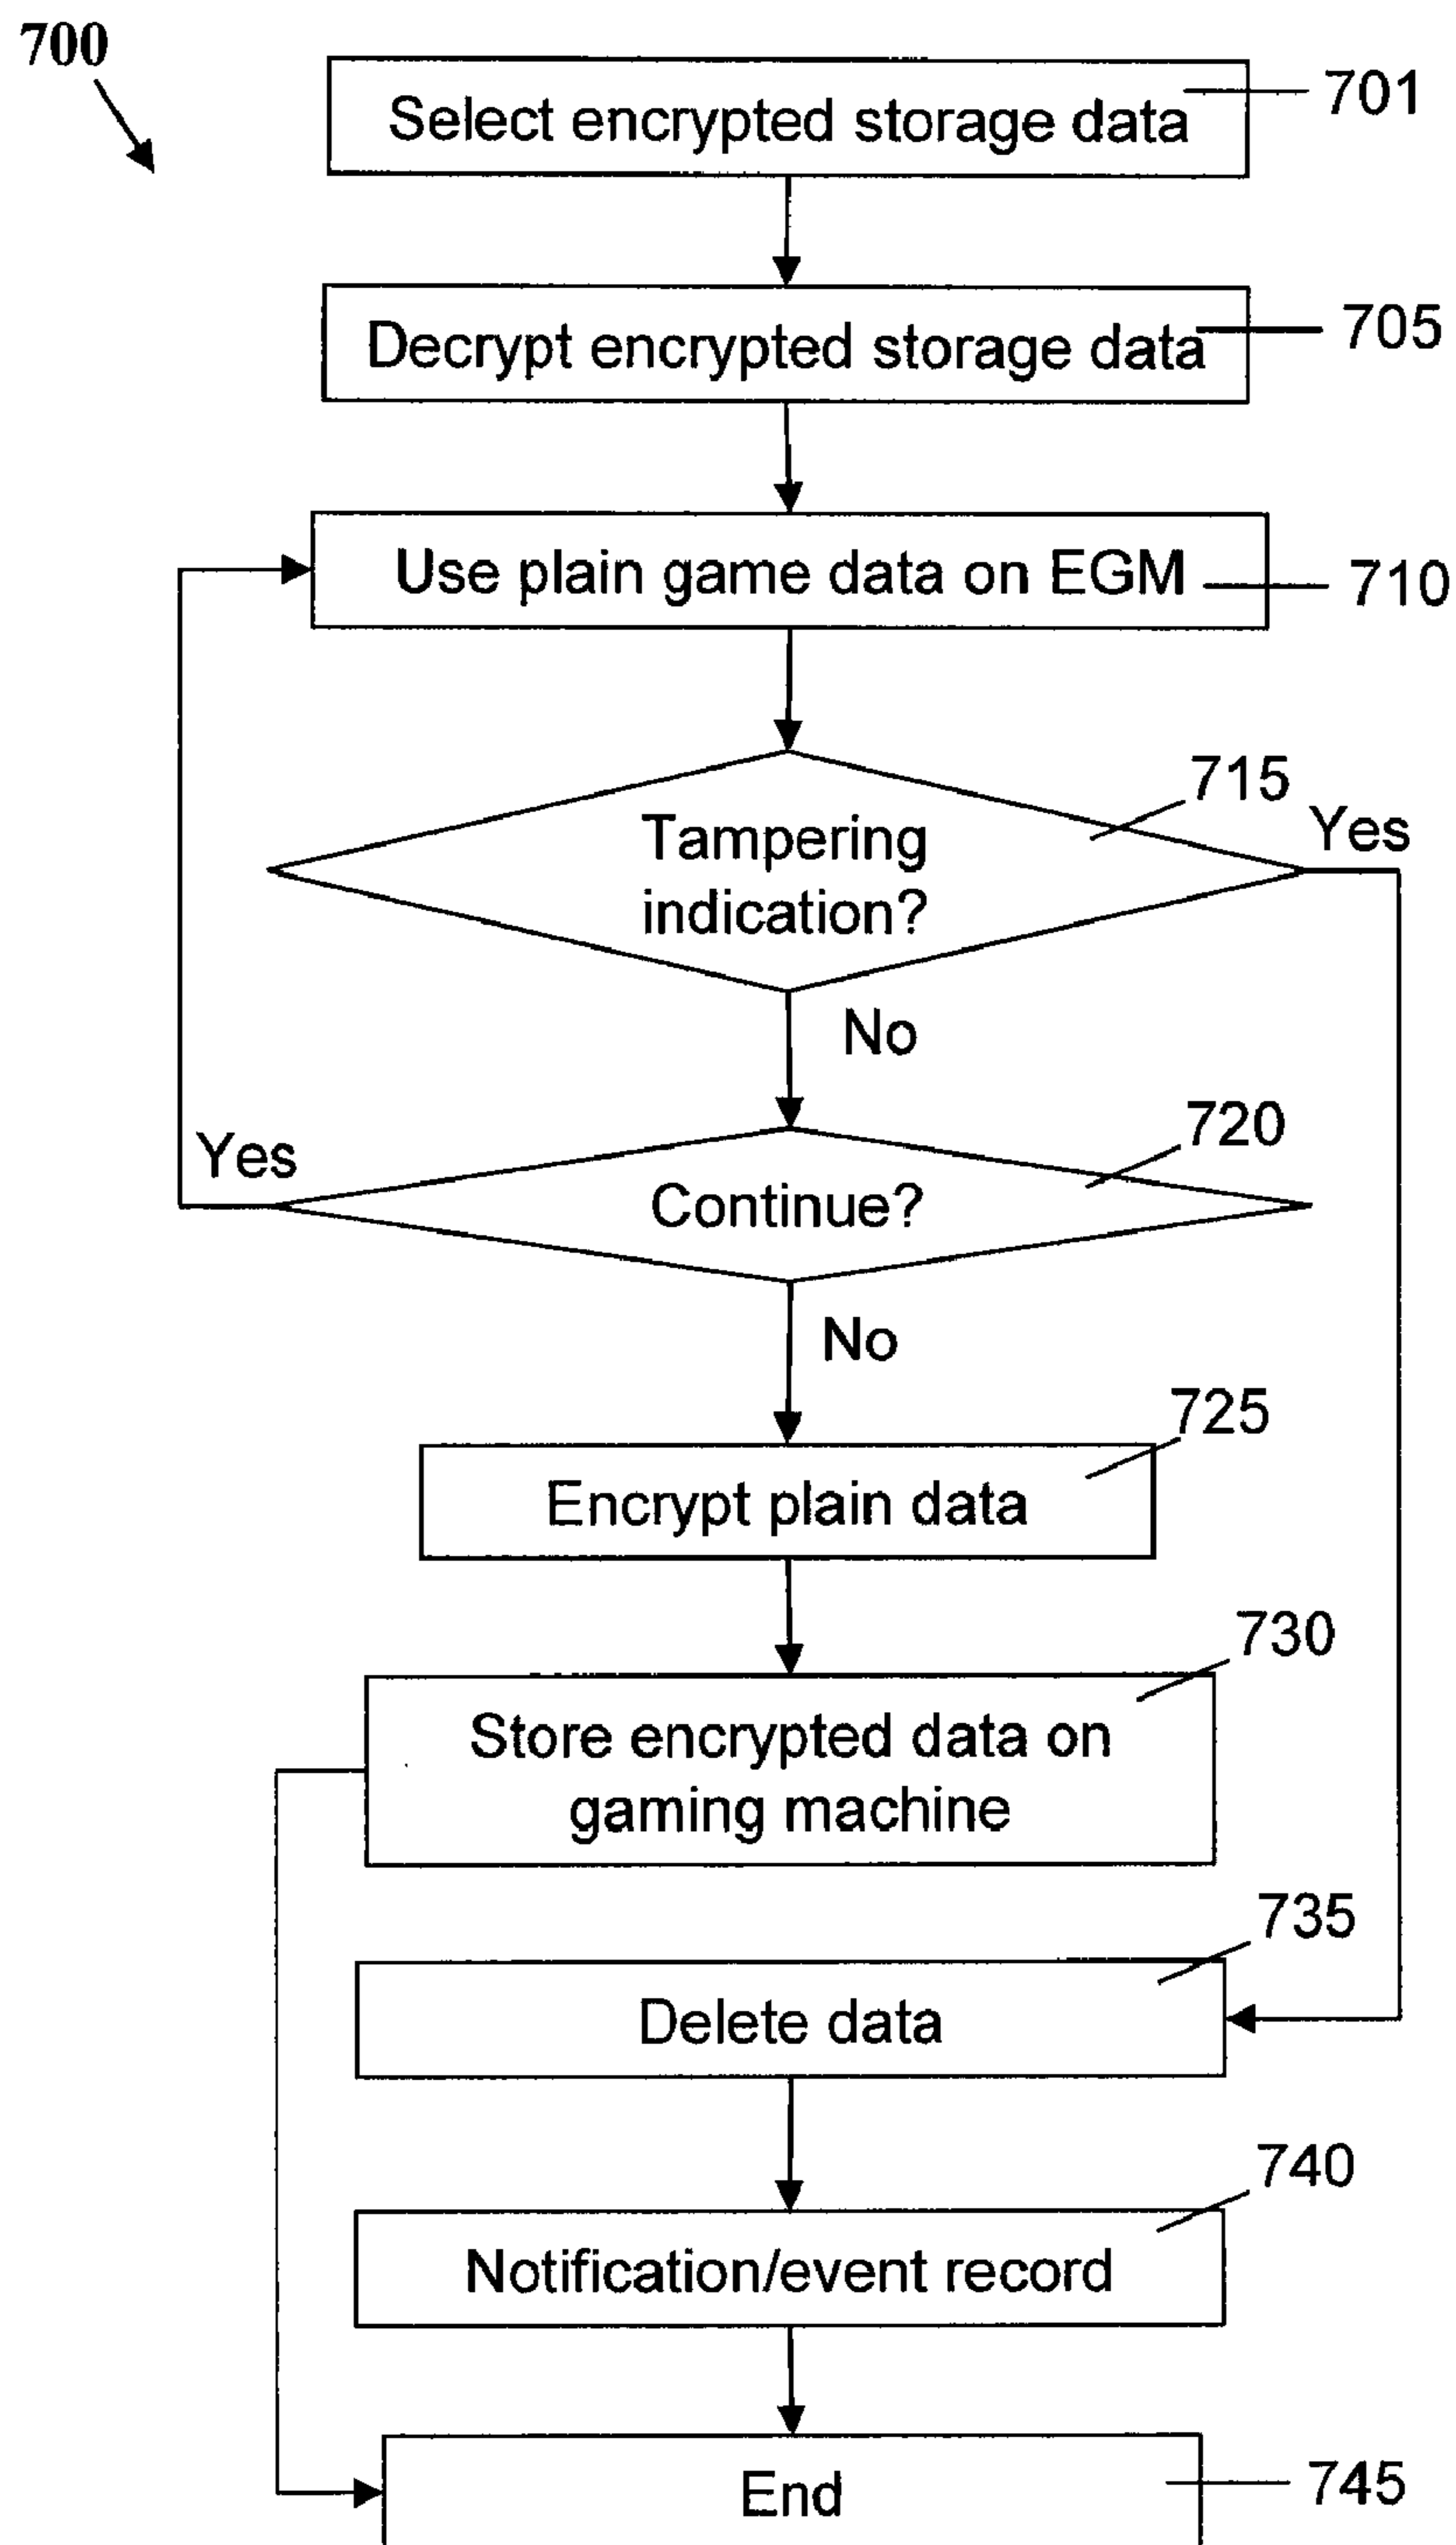 700
Select encrypted storage data
701
Decrypt encrypted storage data
705
Use plain game data on EGM
710
Tampering
indication?
715
Yes
No
Continue?
720
Yes
No
Encrypt plain data
725
Store encrypted data on
gaming machine
730
Delete data
735
Notification/event record
740
End
745